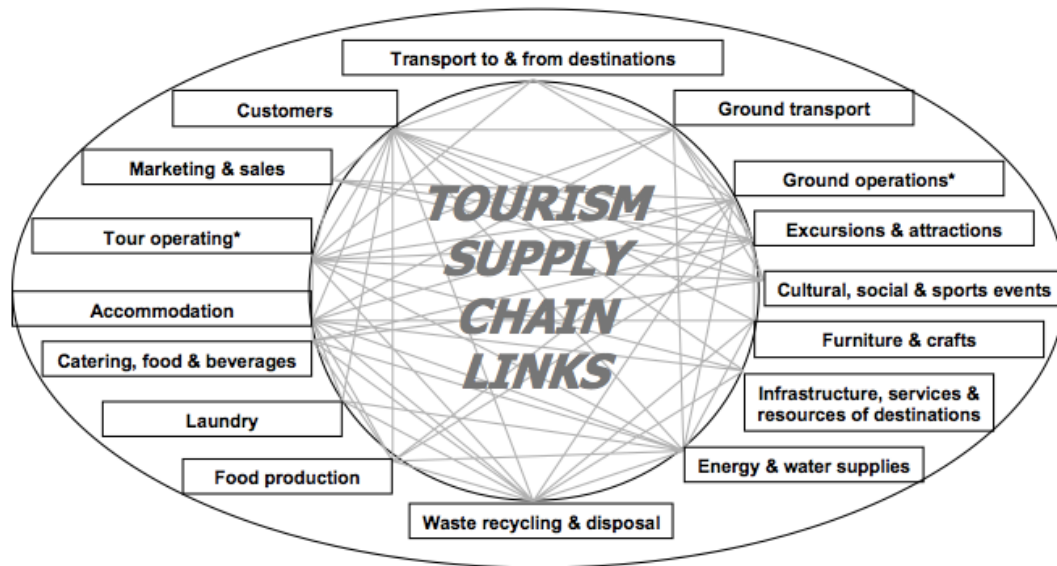 Transport to & from destinations
Customers
Ground transport
Marketing & sales
Ground operations*
Tour operating*
Excursions & attractions
Accommodation
Cultural, social & sports events
Catering, food & beverages
Furniture & crafts
Laundry
Infrastructure, services &
resources of destinations
Food production
Energy & water supplies
Waste recycling & disposal
TOURISM
SUPPLY
CHAIN
LINKS